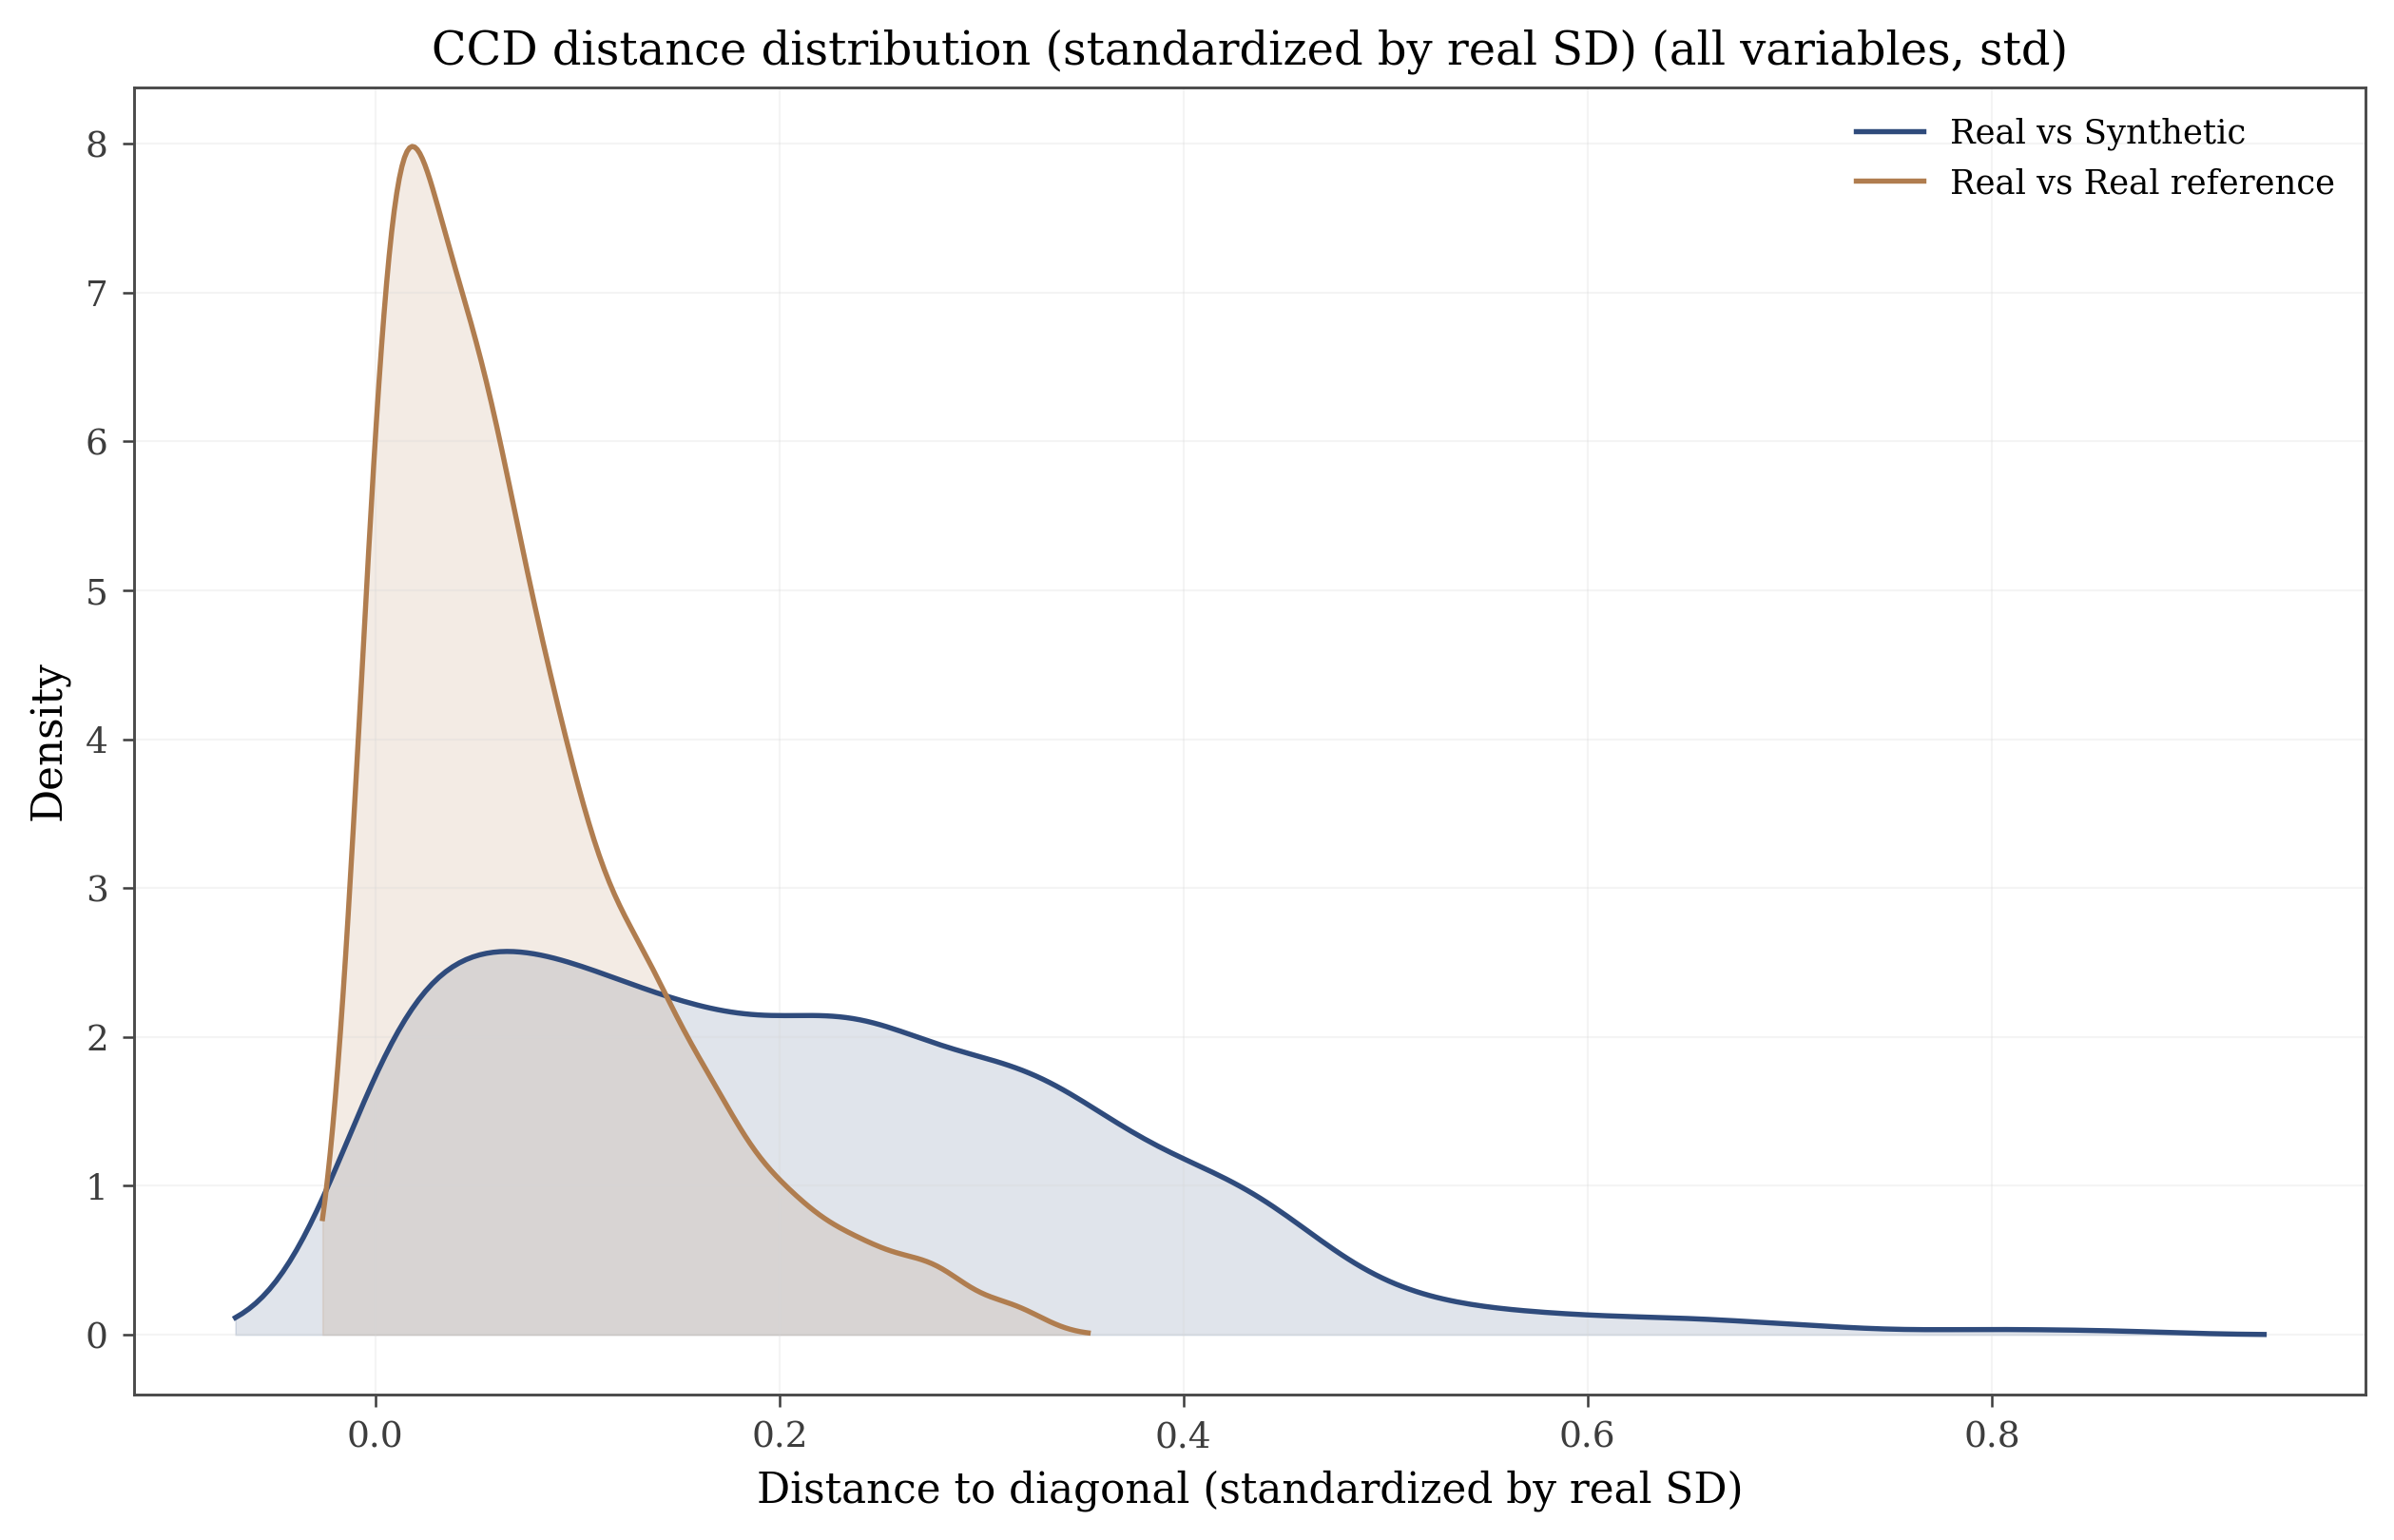 CCD distance distribution (standardized by real SD) (all variables, std)
Real vs Synthetic
Real vs Real reference
8
7
6
5
4
3
2
1
0
Density
0.0 0.2 0.4 0.6 0.8
Distance to diagonal (standardized by real SD)